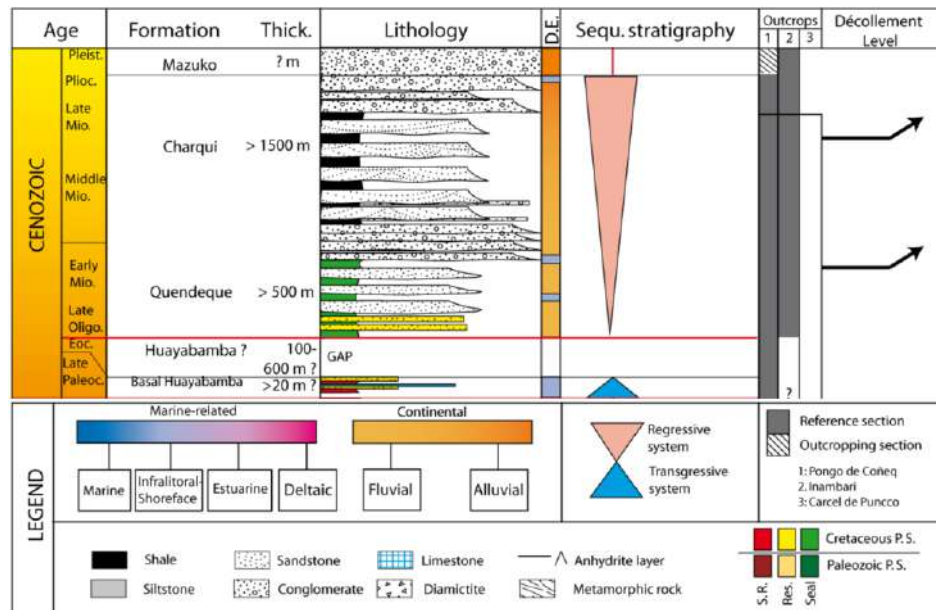 Age
Formation
Thick.
Lithology
D.E.
Sequ. stratigraphy
Outcrops
1 2 3
Décollement
Level
CENOZOIC
Pleist.
Plioc.
Late
Mio.
Middle
Mio.
Early
Mio.
Late
Oligo.
Eoc.
Late
Paleoc.
Mazuko
? m
Charqui
> 1500 m
Quendeque
> 500 m
Huayabamba ?
100-
600 m ?
Basal Huayabamba
>20 m ?
GAP
?
LEGEND
Marine-related
Marine
Infralitoral-
Shoreface
Estuarine
Deltaic
Continental
Fluvial
Alluvial
Regressive
system
Transgressive
system
Reference section
Outcropping section
1: Pongo de Coñeq
2. Inambari
3: Carcel de Puncco
Shale
Sandstone
Limestone
Anhydrite layer
Siltstone
Conglomerate
Diamictite
Metamorphic rock
Cretaceous P.S.
Paleozoic P.S.
S.R.
Res.
Seal